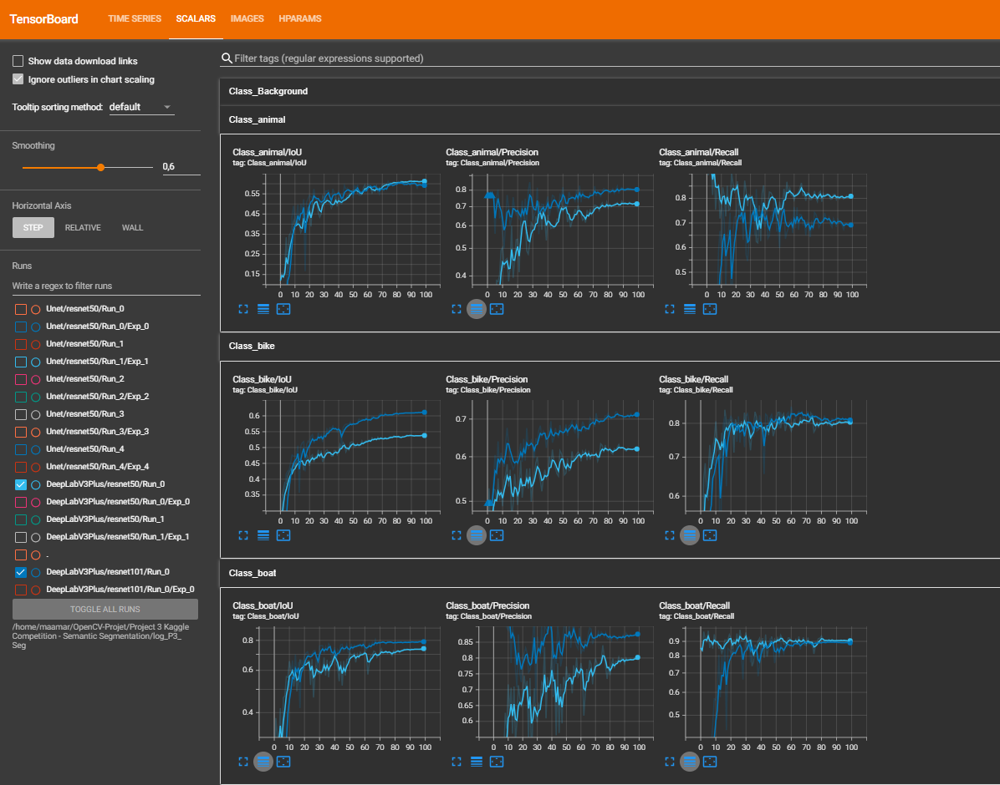 TensorBoard TIME SERIES SCALARS IMAGES HPARAMS
Show data download links
Ignore outliers in chart scaling
Tooltip sorting method: default
Smoothing
0,6
Horizontal Axis
STEP RELATIVE WALL
Runs
Write a regex to filter runs
Unet/resnet50/Run_0
Unet/resnet50/Run_0/Exp_0
Unet/resnet50/Run_1
Unet/resnet50/Run_1/Exp_1
Unet/resnet50/Run_2
Unet/resnet50/Run_2/Exp_2
Unet/resnet50/Run_3
Unet/resnet50/Run_3/Exp_3
Unet/resnet50/Run_4
Unet/resnet50/Run_4/Exp_4
DeepLabV3Plus/resnet50/Run_0
DeepLabV3Plus/resnet50/Run_0/Exp_0
DeepLabV3Plus/resnet50/Run_1
DeepLabV3Plus/resnet50/Run_1/Exp_1
.
DeepLabV3Plus/resnet101/Run_0
DeepLabV3Plus/resnet101/Run_0/Exp_0
TOGGLE ALL RUNS
/home/maamar/OpenCV-Projet/Project 3 Kaggle
Competition - Semantic Segmentation/log_P3_
Seg
Filter tags (regular expressions supported)
Class_Background
Class_animal
Class_animal/IoU
tag: Class_animal/IoU
0.55
0.45
0.35
0.25
0.15
0 10 20 30 40 50 60 70 80 90 100
Class_animal/Precision
tag: Class_animal/Precision
0.8
0.7
0.6
0.5
0.4
0 10 20 30 40 50 60 70 80 90 100
Class_animal/Recall
tag: Class_animal/Recall
0.8
0.7
0.6
0.5
0 10 20 30 40 50 60 70 80 90 100
Class_bike
Class_bike/IoU
tag: Class_bike/IoU
0.6
0.55
0.5
0.45
0.4
0.35
0 10 20 30 40 50 60 70 80 90 100
Class_bike/Precision
tag: Class_bike/Precision
0.7
0.6
0.5
0 10 20 30 40 50 60 70 80 90 100
Class_bike/Recall
tag: Class_bike/Recall
0.8
0.7
0.6
0 10 20 30 40 50 60 70 80 90 100
Class_boat
Class_boat/IoU
tag: Class_boat/IoU
0.8
0.6
0.4
0 10 20 30 40 50 60 70 80 90 100
Class_boat/Precision
tag: Class_boat/Precision
0.85
0.8
0.75
0.7
0.65
0.6
0 10 20 30 40 50 60 70 80 90 100
Class_boat/Recall
tag: Class_boat/Recall
0.9
0.8
0.7
0.6
0.5
0 10 20 30 40 50 60 70 80 90 100